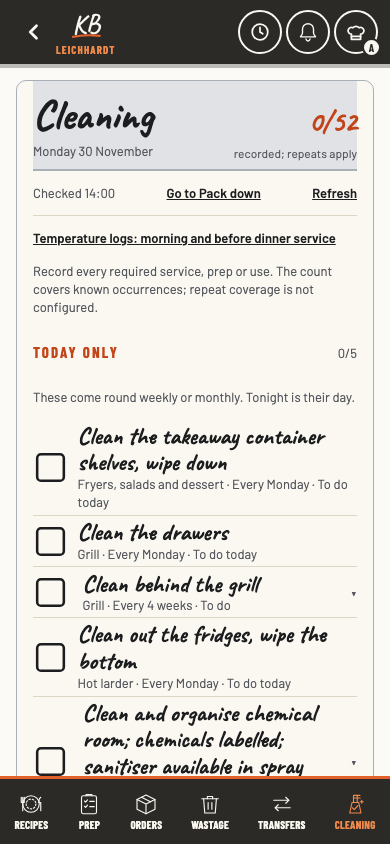 KB
LEICHHARDT
A
Cleaning
0/52
Monday 30 November
recorded; repeats apply
Checked 14:00
Go to Pack down
Refresh
Temperature logs: morning and before dinner service
Record every required service, prep or use. The count
covers known occurrences; repeat coverage is not
configured.
TODAY ONLY
0/5
These come round weekly or monthly. Tonight is their day.
Clean the takeaway container
shelves, wipe down
Fryers, salads and dessert · Every Monday · To do
today
Clean the drawers
Grill · Every Monday · To do today
Clean behind the grill
Grill · Every 4 weeks · To do
Clean out the fridges, wipe the
bottom
Hot larder · Every Monday · To do today
Clean and organise chemical
room; chemicals labelled;
sanitiser available in spray
RECIPES
PREP
ORDERS
WASTAGE
TRANSFERS
CLEANING